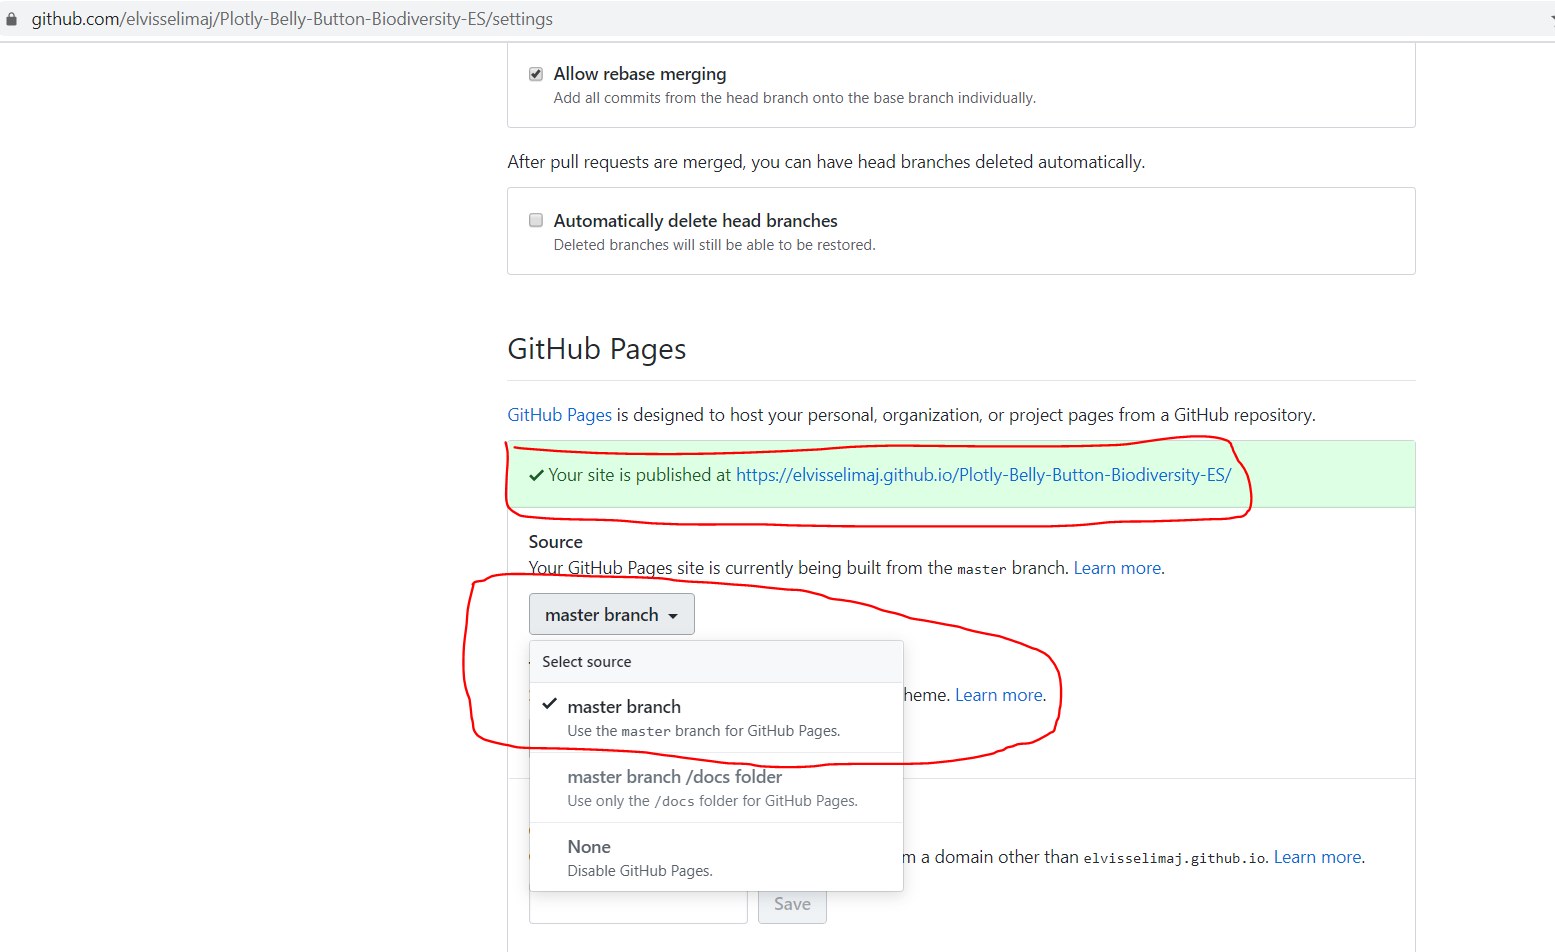 github.com/elvisselimaj/Plotly-Belly-Button-Biodiversity-ES/settings
Allow rebase merging
Add all commits from the head branch onto the base branch individually.
After pull requests are merged, you can have head branches deleted automatically.
Automatically delete head branches
Deleted branches will still be able to be restored.
GitHub Pages
GitHub Pages is designed to host your personal, organization, or project pages from a GitHub repository.
Your site is published at https://elvisselimaj.github.io/Plotly-Belly-Button-Biodiversity-ES/
Source
Your GitHub Pages site is currently being built from the master branch. Learn more.
master branch
Select source
master branch
heme. Learn more.
Use the master branch for GitHub Pages.
master branch /docs folder
Use only the /docs folder for GitHub Pages.
None
m a domain other than elvisselimaj.github.io. Learn more.
Disable GitHub Pages.
Save